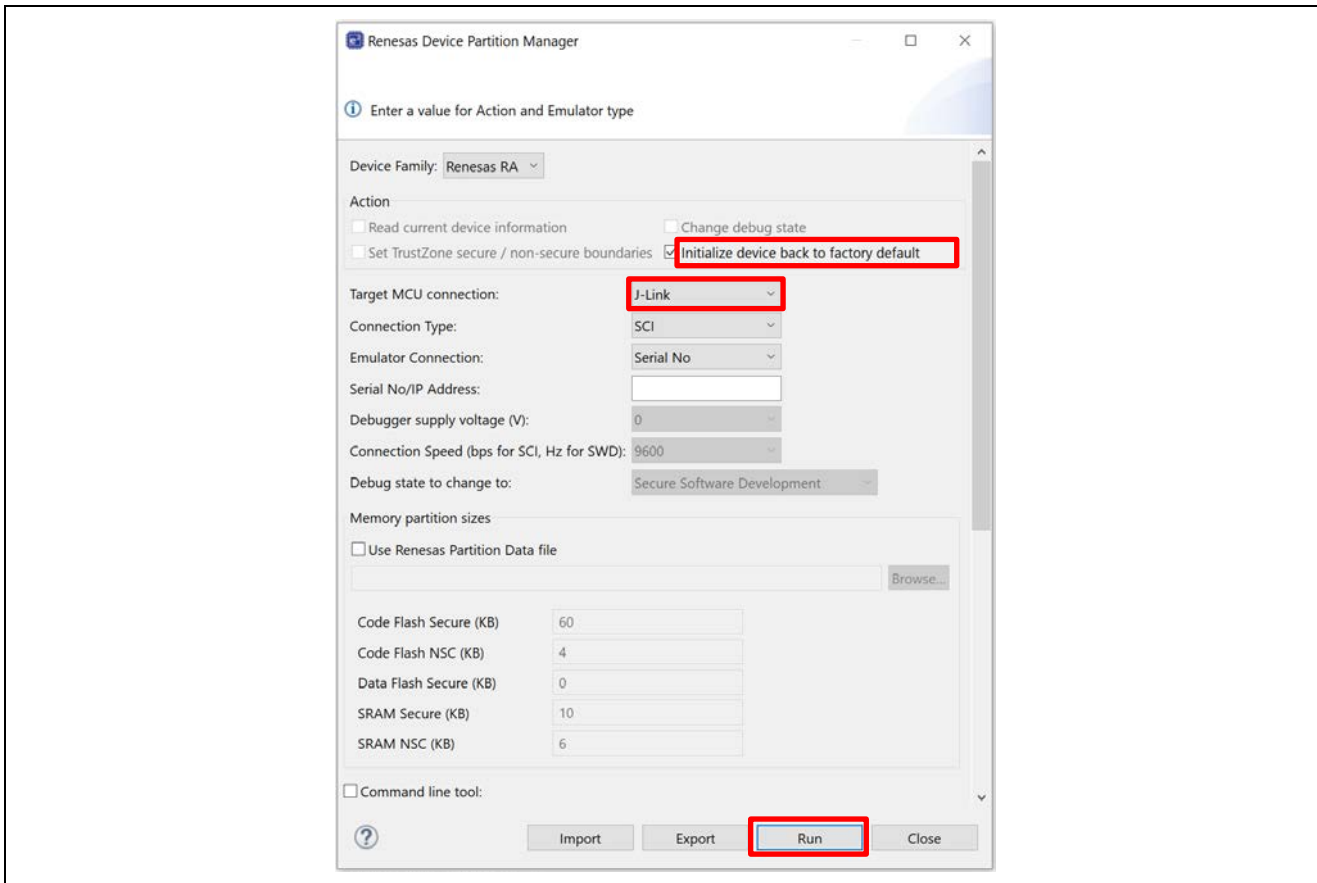 Renesas Device Partition Manager
Enter a value for Action and Emulator type
Device Family: Renesas RA
Action
Read current device information Change debug state
Set TrustZone secure / non-secure boundaries Initialize device back to factory default
Target MCU connection: J-Link
Connection Type: SCI
Emulator Connection: Serial No
Serial No/IP Address:
Debugger supply voltage (V): 0
Connection Speed (bps for SCI, Hz for SWD): 9600
Debug state to change to: Secure Software Development
Memory partition sizes
Use Renesas Partition Data file
Browse...
Code Flash Secure (KB) 60
Code Flash NSC (KB) 4
Data Flash Secure (KB) 0
SRAM Secure (KB) 10
SRAM NSC (KB) 6
Command line tool:
? Import Export Run Close